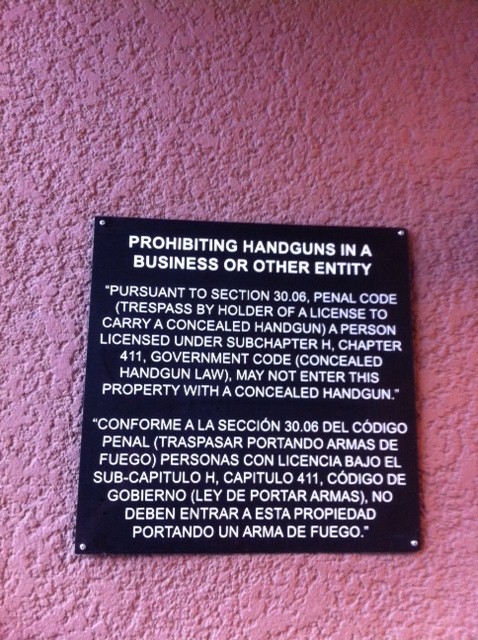 PROHIBITING HANDGUNS IN A
BUSINESS OR OTHER ENTITY
"PURSUANT TO SECTION 30.06, PENAL CODE
(TRESPASS BY HOLDER OF A LICENSE TO
CARRY A CONCEALED HANDGUN) A PERSON
LICENSED UNDER SUBCHAPTER H, CHAPTER
411, GOVERNMENT CODE (CONCEALED
HANDGUN LAW), MAY NOT ENTER THIS
PROPERTY WITH A CONCEALED HANDGUN."
"CONFORME A LA SECCIÓN 30.06 DEL CÓDIGO
PENAL (TRASPASAR PORTANDO ARMAS DE
FUEGO) PERSONAS CON LICENCIA BAJO EL
SUB-CAPITULO H, CAPITULO 411, CÓDIGO DE
GOBIERNO (LEY DE PORTAR ARMAS), NO
DEBEN ENTRAR A ESTA PROPIEDAD
PORTANDO UN ARMA DE FUEGO."